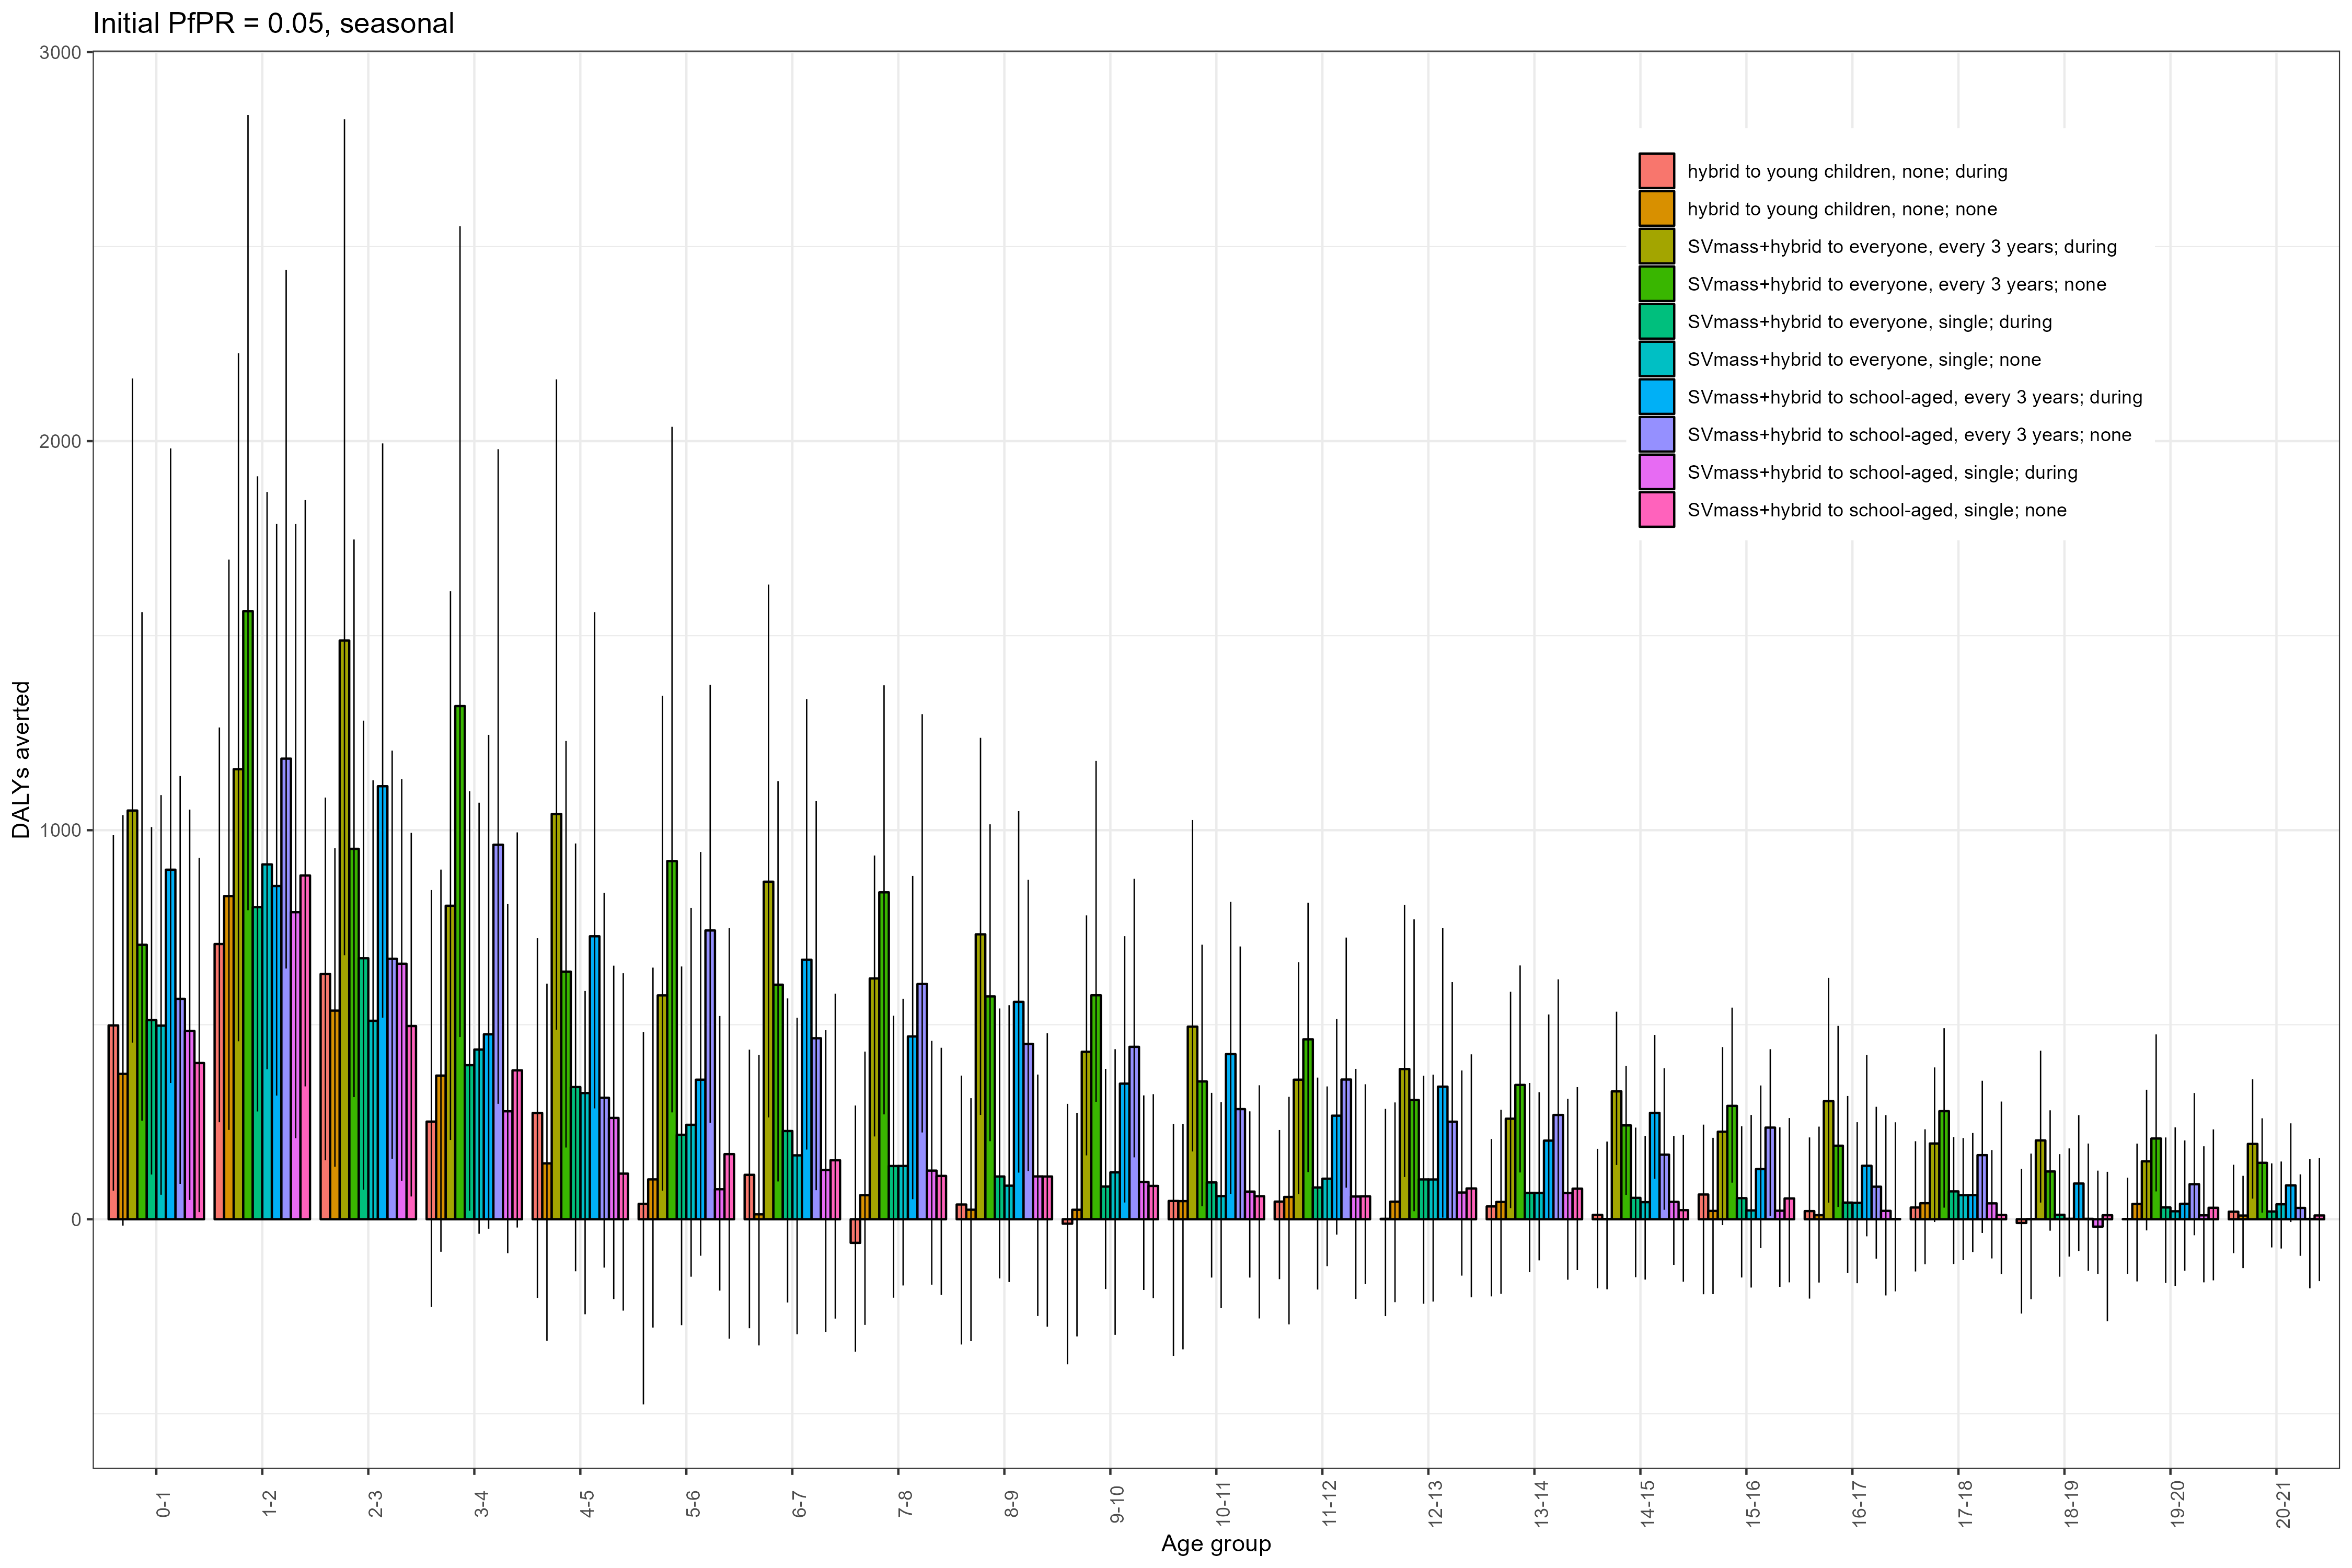 Initial PfPR = 0.05, seasonal
3000
2000
1000
0
DALYs averted
hybrid to young children, none; during
hybrid to young children, none; none
SVmass+hybrid to everyone, every 3 years; during
SVmass+hybrid to everyone, every 3 years; none
SVmass+hybrid to everyone, single; during
SVmass+hybrid to everyone, single; none
SVmass+hybrid to school-aged, every 3 years; during
SVmass+hybrid to school-aged, every 3 years; none
SVmass+hybrid to school-aged, single; during
SVmass+hybrid to school-aged, single; none
0-1
1-2
2-3
3-4
4-5
5-6
6-7
7-8
8-9
9-10
10-11
11-12
12-13
13-14
14-15
15-16
16-17
17-18
18-19
19-20
20-21
Age group